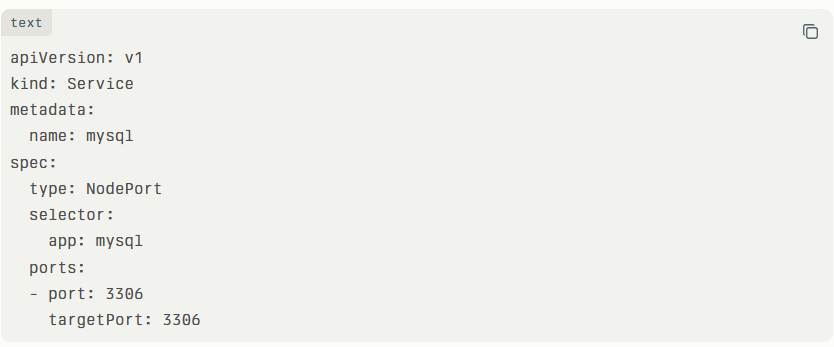 text
apiVersion: v1
kind: Service
metadata:
  name: mysql
spec:
  type: NodePort
  selector:
    app: mysql
  ports:
  - port: 3306
    targetPort: 3306